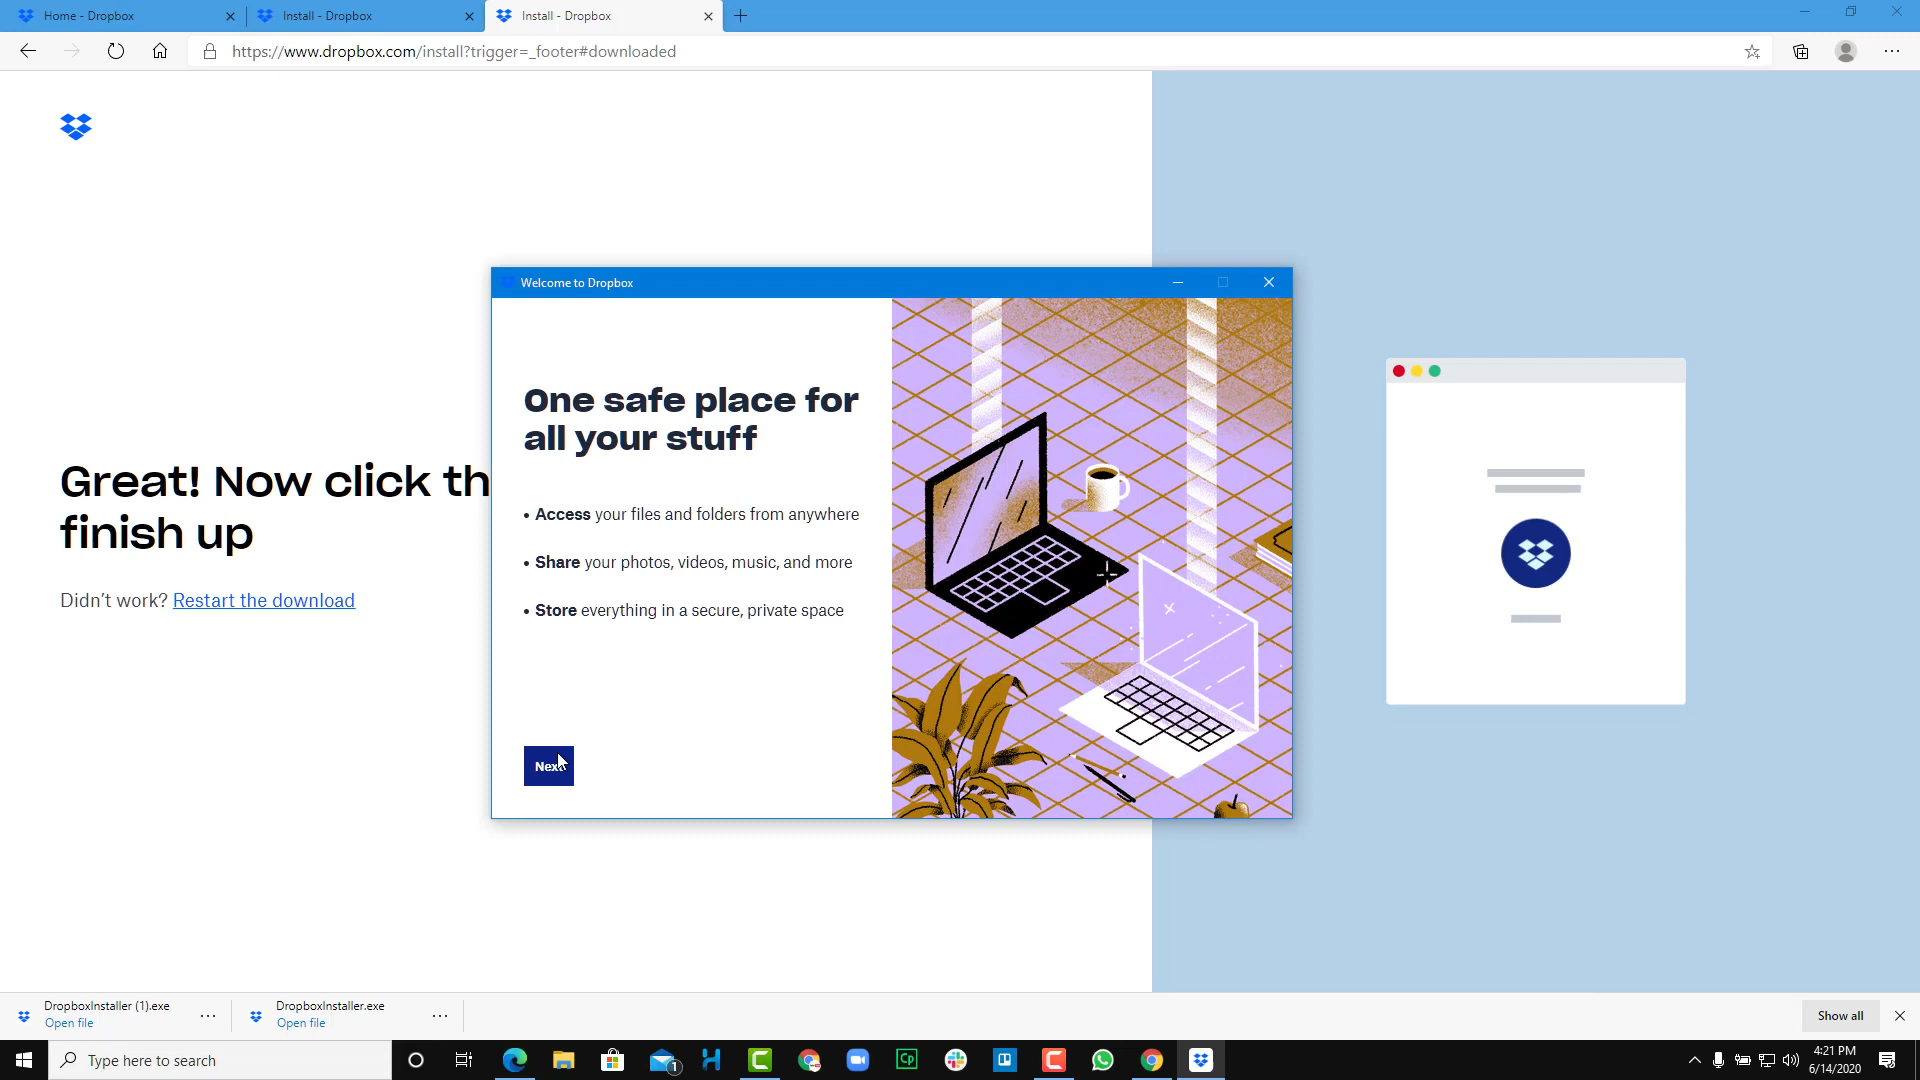 Home - Dropbox
Install - Dropbox
Install - Dropbox
https://www.dropbox.com/install?trigger=_footer#downloaded
Welcome to Dropbox
One safe place for
all your stuff
• Access your files and folders from anywhere
• Share your photos, videos, music, and more
• Store everything in a secure, private space
Next
Great! Now click th
finish up
Didn't work? Restart the download
DropboxInstaller (1).exe
Open file
DropboxInstaller.exe
Open file
Show all
Type here to search
1
Cp
4:21 PM
6/14/2020